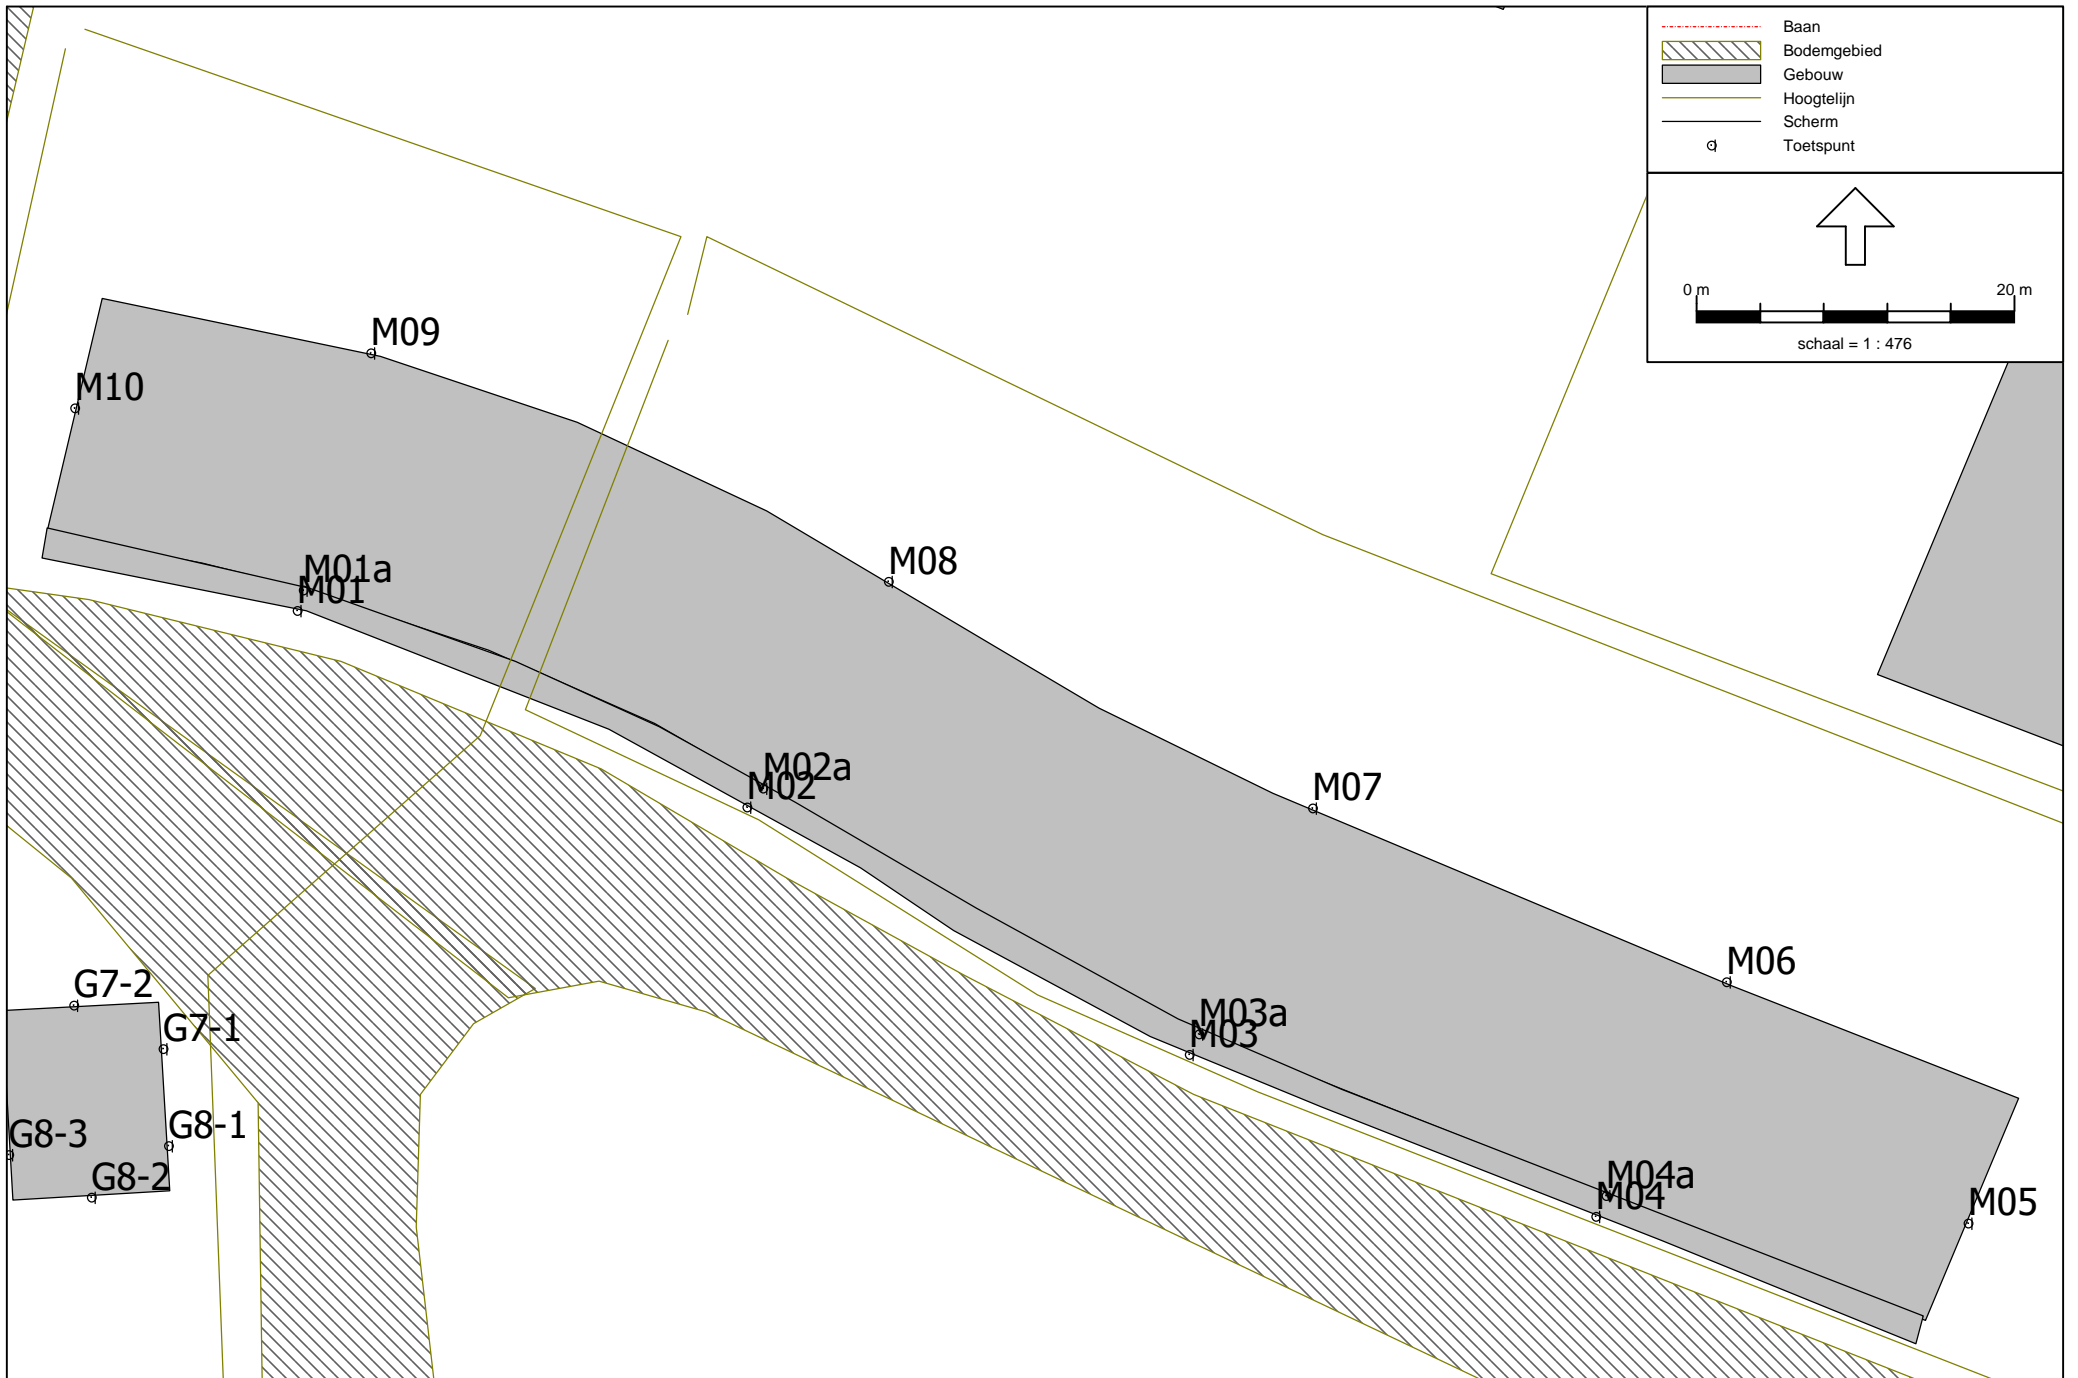 Baan
Bodemgebied
Gebouw
Hoogtelijn
Scherm
Toetspunt
0 m 20 m
schaal = 1 : 476
M09
M10
M01a
M01
M08
M02a
M02
M07
M06
G7-2
M03a
G7-1
M03
G8-1
G8-3
G8-2
M04a
M04
M05